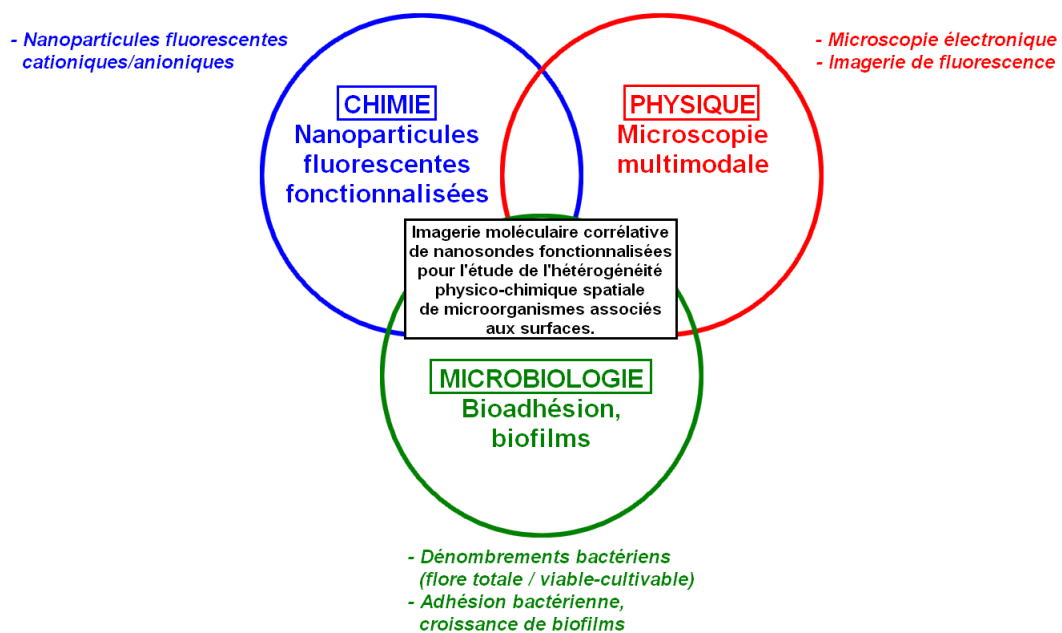 - Nanoparticules fluorescentes
cationiques/anioniques
- Microscopie électronique
- Imagerie de fluorescence
CHIMIE
Nanoparticules
fluorescentes
fonctionnalisées
PHYSIQUE
Microscopie
multimodale
Imagerie moléculaire corrélative
de nanosondes fonctionnalisées
pour l'étude de l'hétérogénéité
physico-chimique spatiale
de microorganismes associés
aux surfaces.
MICROBIOLOGIE
Bioadhésion,
biofilms
- Dénombrements bactériens
(flore totale / viable-cultivable)
- Adhésion bactérienne,
croissance de biofilms